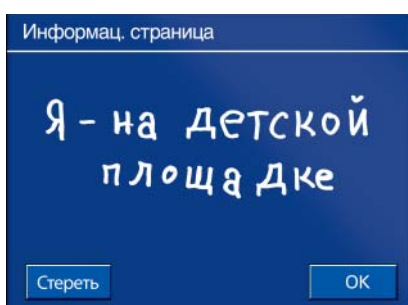 Информац. страница
Я - на детской
площадке
Стереть
OK